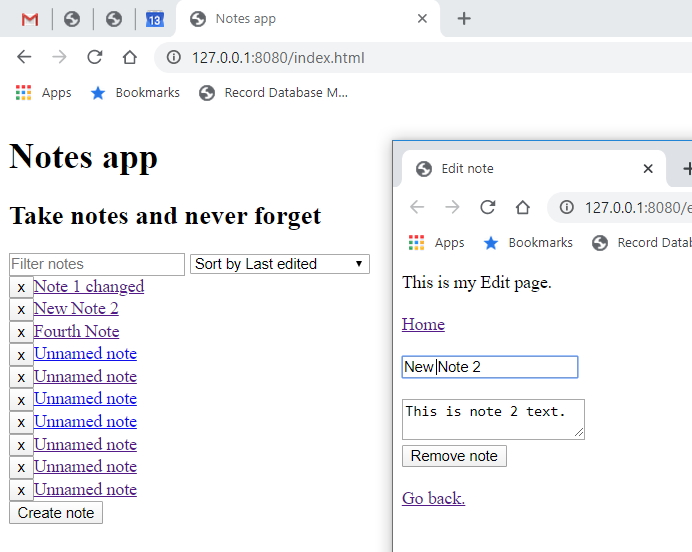 Notes app
127.0.0.1:8080/index.html
Apps Bookmarks Record Database M...
Notes app
Take notes and never forget
Filter notes Sort by Last edited
x Note 1 changed
x New Note 2
x Fourth Note
x Unnamed note
x Unnamed note
x Unnamed note
x Unnamed note
x Unnamed note
x Unnamed note
x Unnamed note
Create note
13
Edit note
127.0.0.1:8080/e
Apps Bookmarks Record Databa
This is my Edit page.
Home
New Note 2
This is note 2 text.
Remove note
Go back.